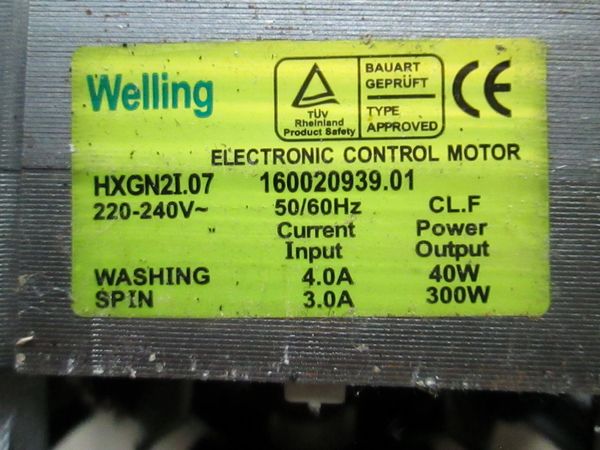 Welling
TÜV
Rheinland
Product Safety
BAUART
GEPRÜFT
TYPE
APPROVED
CE
ELECTRONIC CONTROL MOTOR
HXGN2I.07 160020939.01
220-240V~ 50/60Hz CL.F
Current Power
Input Output
WASHING 4.0A 40W
SPIN 3.0A 300W